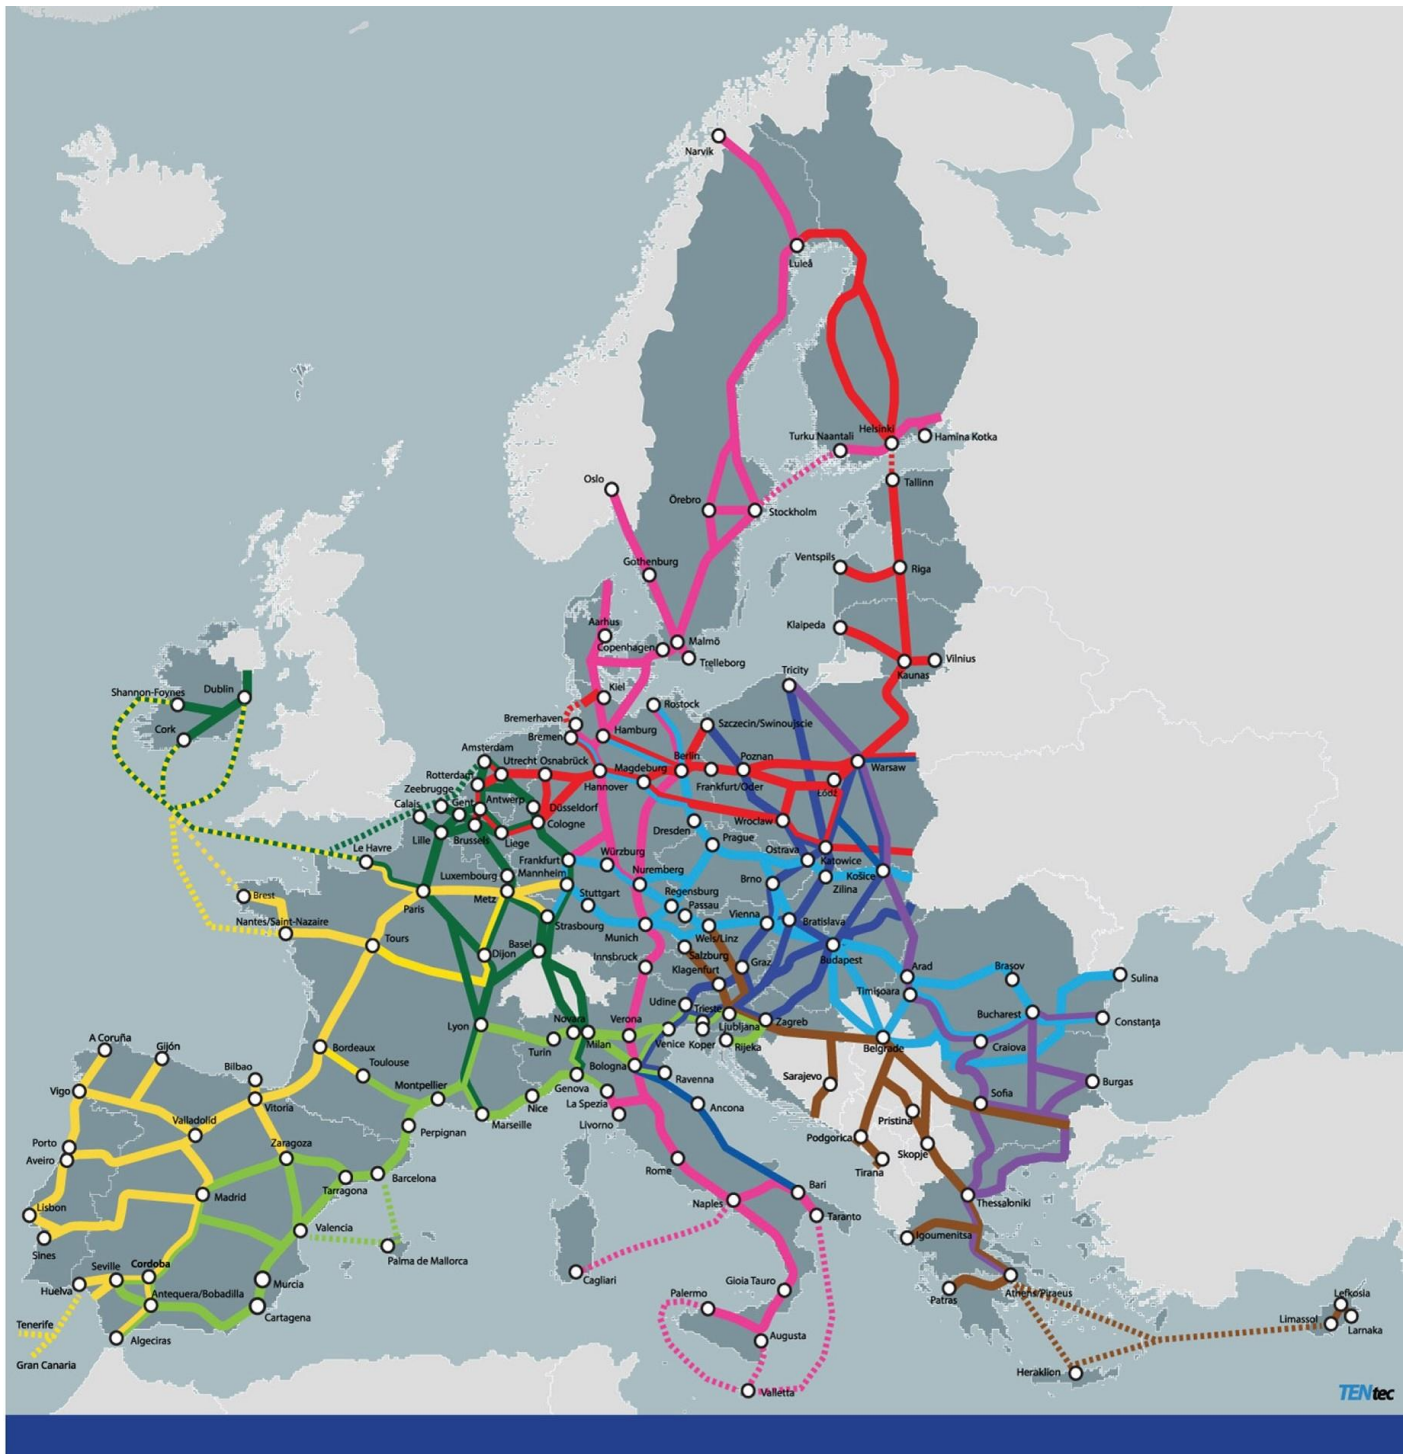 Narvik
Luleå
Helsinki
Turku Naantali
Hamina Kotka
Oslo
Tallinn
Örebro
Stockholm
Ventspils
Riga
Gothenburg
Aarhus
Klaipeda
Malmö
Copenhagen
Trelleborg
Vilnius
Kaunas
Tricity
Shannon-Foynes
Dublin
Kiel
Rostock
Cork
Bremerhaven
Szczecin/Swinoujscie
Hamburg
Bremen
Amsterdam
Utrecht
Osnabrück
Magdeburg
Berlin
Poznan
Warsaw
Rotterdam
Hannover
Frankfurt/Oder
Łódź
Zeebrugge
Calais
Gent
Antwerp
Düsseldorf
Cologne
Wroclaw
Lille
Brussels
Liege
Dresden
Prague
Le Havre
Frankfurt
Würzburg
Ostrava
Katowice
Luxembourg
Mannheim
Nuremberg
Košice
Brno
Zilina
Brest
Paris
Metz
Stuttgart
Regensburg
Passau
Vienna
Bratislava
Nantes/Saint-Nazaire
Strasbourg
Munich
Wels/Linz
Tours
Basel
Dijon
Salzburg
Budapest
Innsbruck
Graz
Klagenfurt
Arad
Brașov
Sulina
Timișoara
Udine
Trieste
Bucharest
Constanța
Lyon
Novara
Verona
Ljubljana
Zagreb
A Coruña
Gijón
Bordeaux
Turin
Milan
Venice
Koper
Rijeka
Belgrade
Craiova
Bilbao
Toulouse
Bologna
Ravenna
Sarajevo
Burgas
Vigo
Montpellier
Genova
Vitoria
Nice
La Spezia
Sofia
Valladolid
Marseille
Livorno
Ancona
Pristina
Perpignan
Porto
Zaragoza
Podgorica
Aveiro
Skopje
Rome
Tirana
Barcelona
Tarragona
Madrid
Bari
Naples
Thessaloniki
Lisbon
Taranto
Valencia
Igoumenitsa
Sines
Palma de Mallorca
Seville
Cordoba
Cagliari
Gioia Tauro
Murcia
Huelva
Antequera/Bobadilla
Palermo
Patras
Athens/Piraeus
Lefkosia
Cartagena
Limassol
Larnaka
Tenerife
Algeciras
Augusta
Gran Canaria
Heraklion
Valletta
TENtec